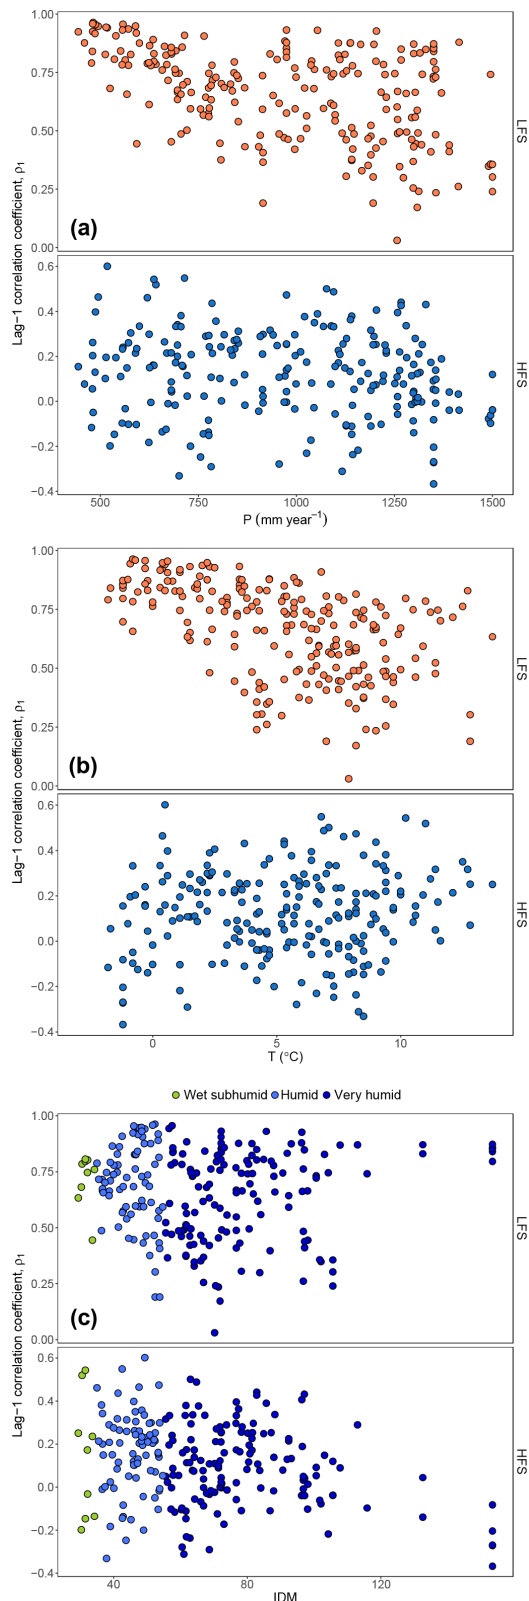 1.00
0.75
0.50
0.25
0.00
(a)
LFS
Lag−1 correlation coefficient, ρ1
0.6
0.4
0.2
0.0
−0.2
−0.4
HFS
500 750 1000 1250 1500
P (mm year−1)
1.00
0.75
0.50
0.25
0.00
(b)
LFS
Lag−1 correlation coefficient, ρ1
0.6
0.4
0.2
0.0
−0.2
−0.4
HFS
0 5 10
T (°C)
Wet subhumid Humid Very humid
1.00
0.75
0.50
0.25
0.00
(c)
LFS
Lag−1 correlation coefficient, ρ1
0.6
0.4
0.2
0.0
−0.2
−0.4
HFS
40 80 120
IDM